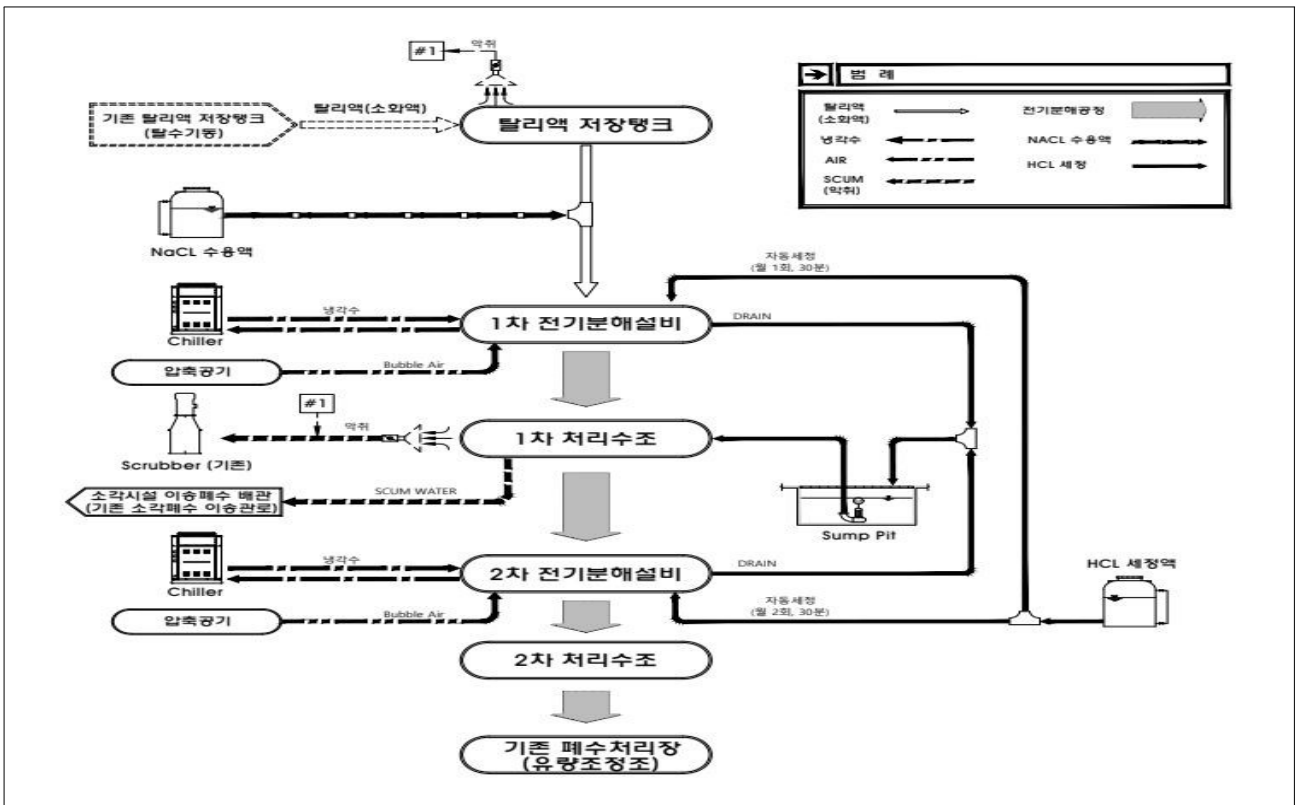 #1
악취
범 례
탈리액
(소화액)
전기분해공정
냉각수
NACL 수용액
AIR
HCL 세정
SCUM
(악취)
기존 탈리액 저장탱크
(탈수기동)
탈리액(소화액)
탈리액 저장탱크
NaCL 수용액
자동세정
(월 1회, 30분)
Chiller
냉각수
1차 전기분해설비
DRAIN
압축공기
Bubble Air
#1
악취
Scrubber (기존)
1차 처리수조
소각시설 이송폐수 배관
(기존 소각폐수 이송관로)
SCUM WATER
Sump Pit
Chiller
냉각수
2차 전기분해설비
DRAIN
HCL 세정액
압축공기
Bubble Air
자동세정
(월 2회, 30분)
2차 처리수조
기존 폐수처리장
(유량조정조)